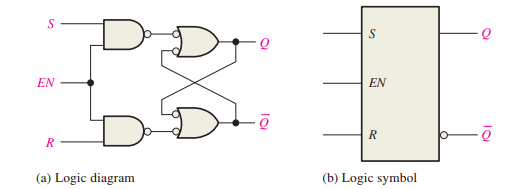 S
Q
EN
R
Q̅
(a) Logic diagram
S
Q
EN
R
Q̅
(b) Logic symbol